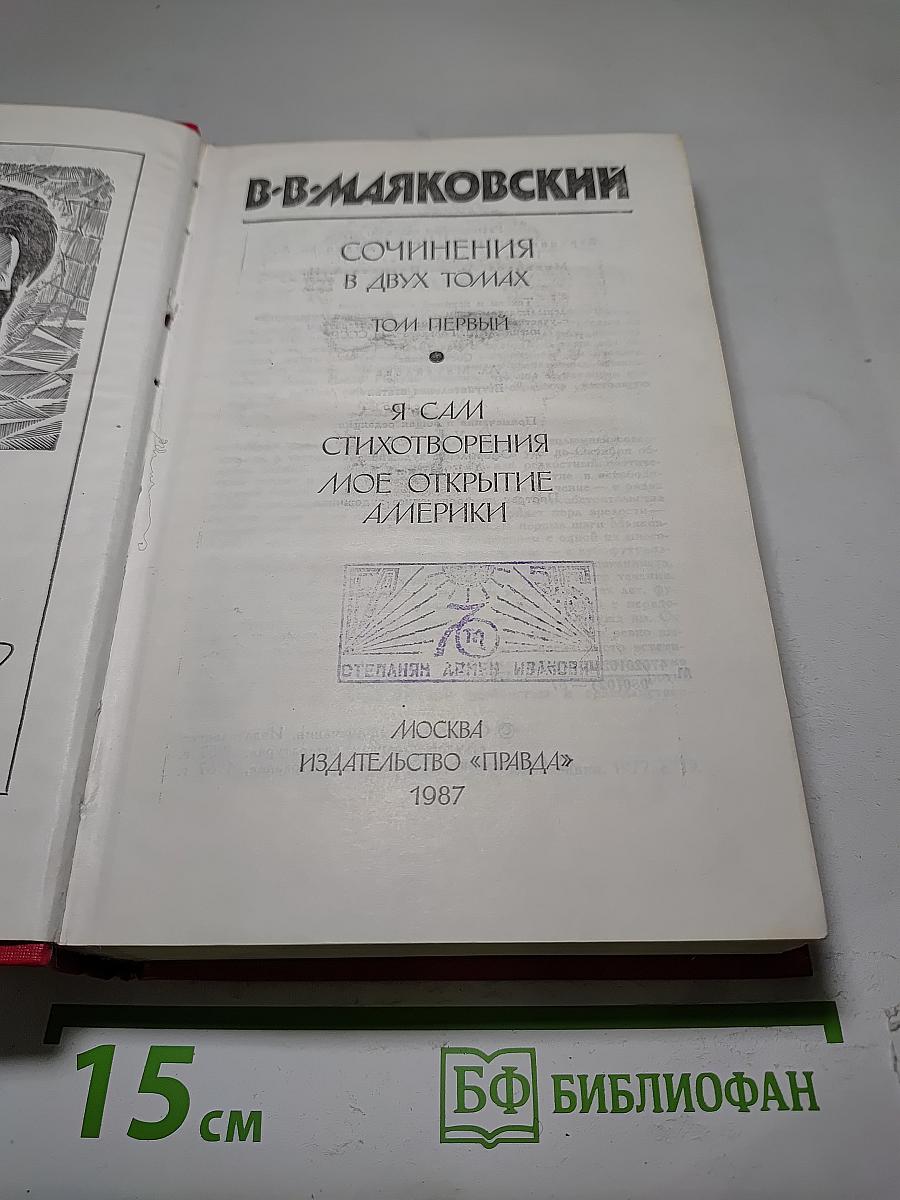 В·В·МАЯКОВСКИЙ
СОЧИНЕНИЯ
В ДВУХ ТОМАХ
ТОМ ПЕРВЫЙ
Я САМ
СТИХОТВОРЕНИЯ
МОЕ ОТКРЫТИЕ
АМЕРИКИ
СТЕПАНЯН АРМЕН ИВАНОВИЧ
МОСКВА
ИЗДАТЕЛЬСТВО «ПРАВДА»
1987
15 см
БФ БИБЛИОФАН